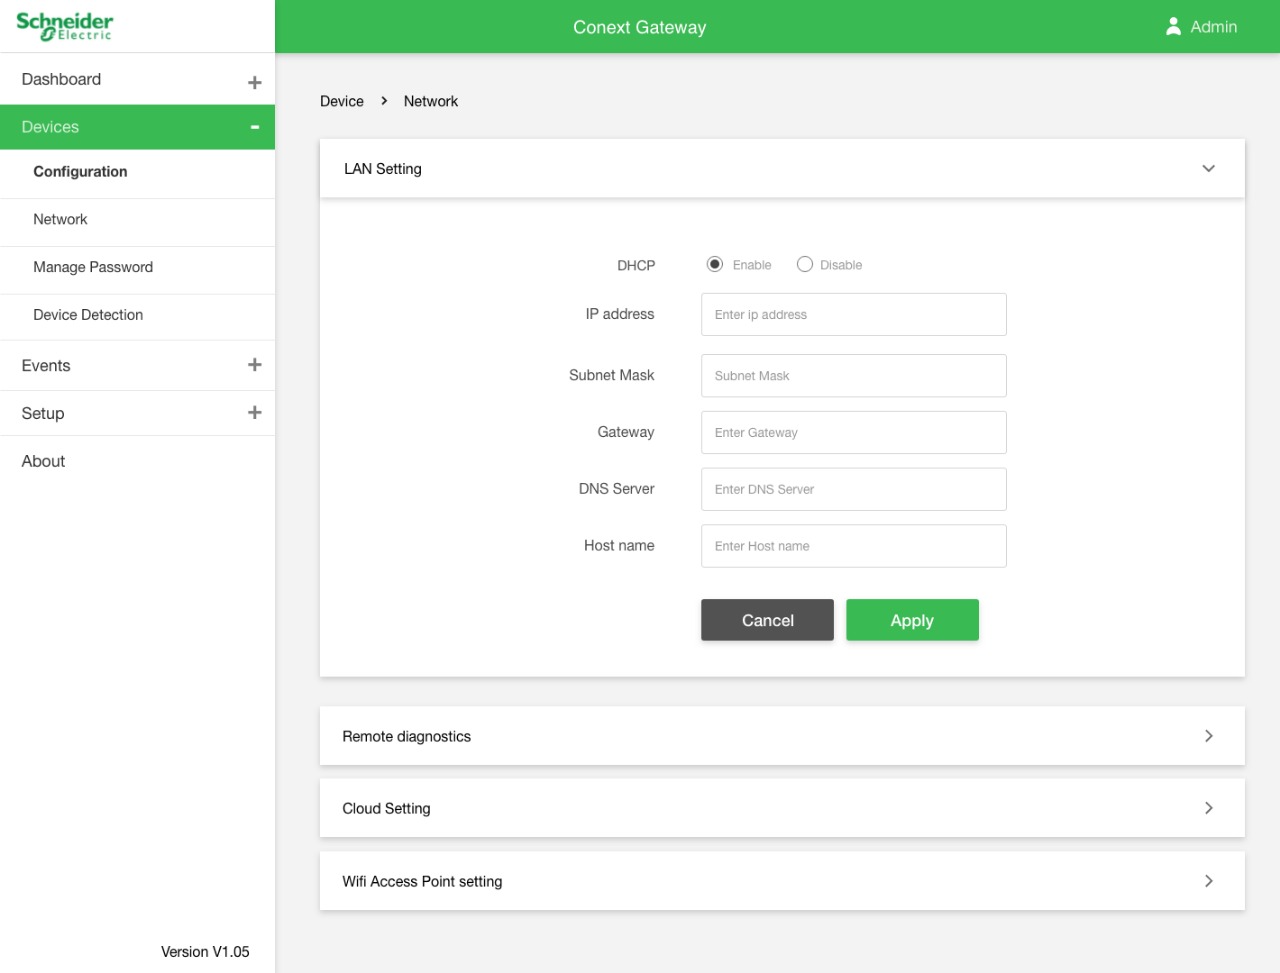 Schneider
Electric
Conext Gateway
Admin
Dashboard
Devices
Configuration
Network
Manage Password
Device Detection
Events
Setup
About
Version V1.05
Device > Network
LAN Setting
DHCP Enable Disable
IP address Enter ip address
Subnet Mask Subnet Mask
Gateway Enter Gateway
DNS Server Enter DNS Server
Host name Enter Host name
Cancel Apply
Remote diagnostics
Cloud Setting
Wifi Access Point setting